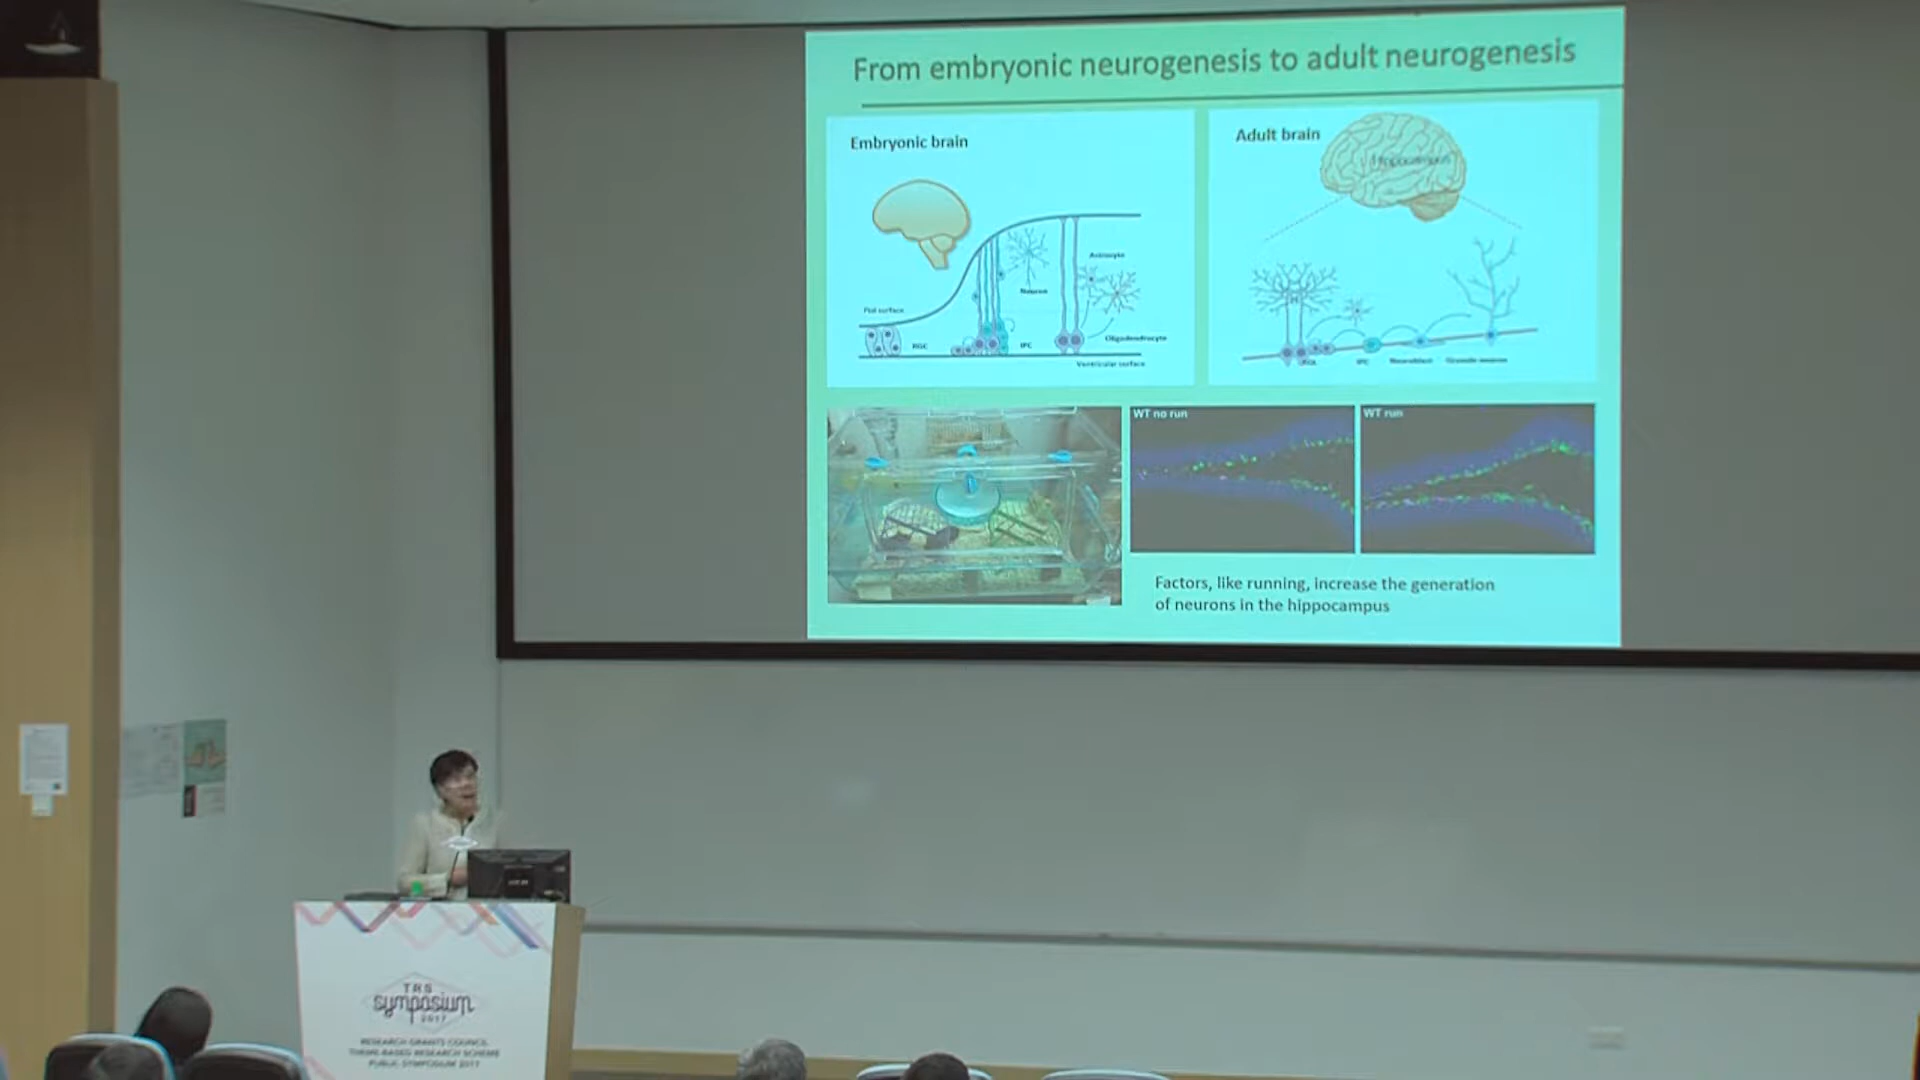 From embryonic neurogenesis to adult neurogenesis
Embryonic brain
Adult brain
Hippocampus
Neuron
Astrocyte
Pial surface
RGC
IPC
Oligodendrocyte
Ventricular surface
IPC
Neuroblast
Granule neuron
WT no run
WT run
Factors, like running, increase the generation
of neurons in the hippocampus
TRS
symposium
2017
RESEARCH GRANTS COUNCIL
THEME-BASED RESEARCH SCHEME
PUBLIC SYMPOSIUM 2017